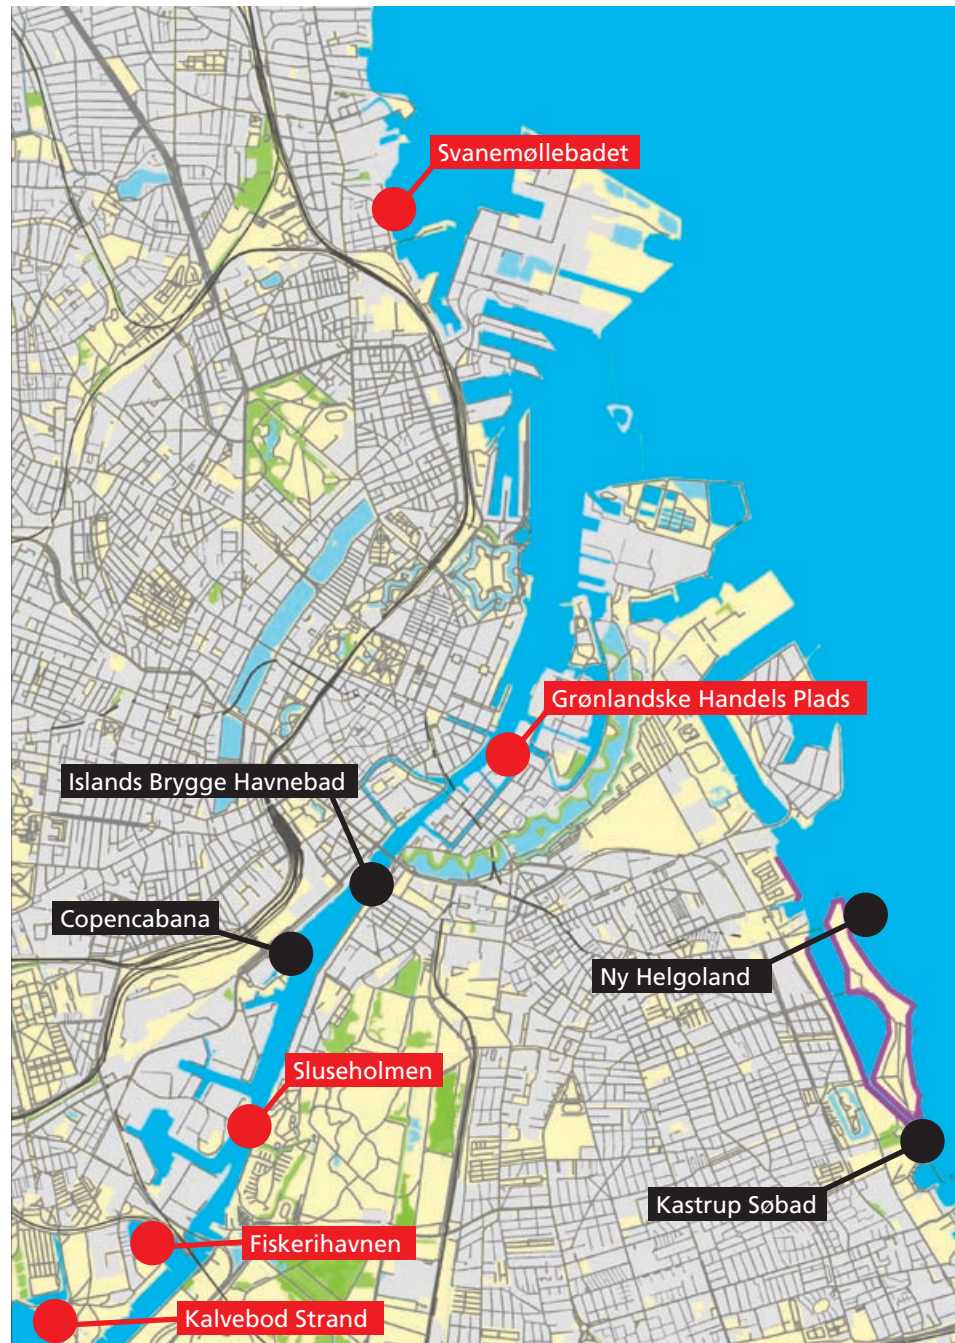 Svanemøllebadet
Grønlandske Handels Plads
Islands Brygge Havnebad
Copencabana
Ny Helgoland
Sluseholmen
Kastrup Søbad
Fiskerihavnen
Kalvebod Strand